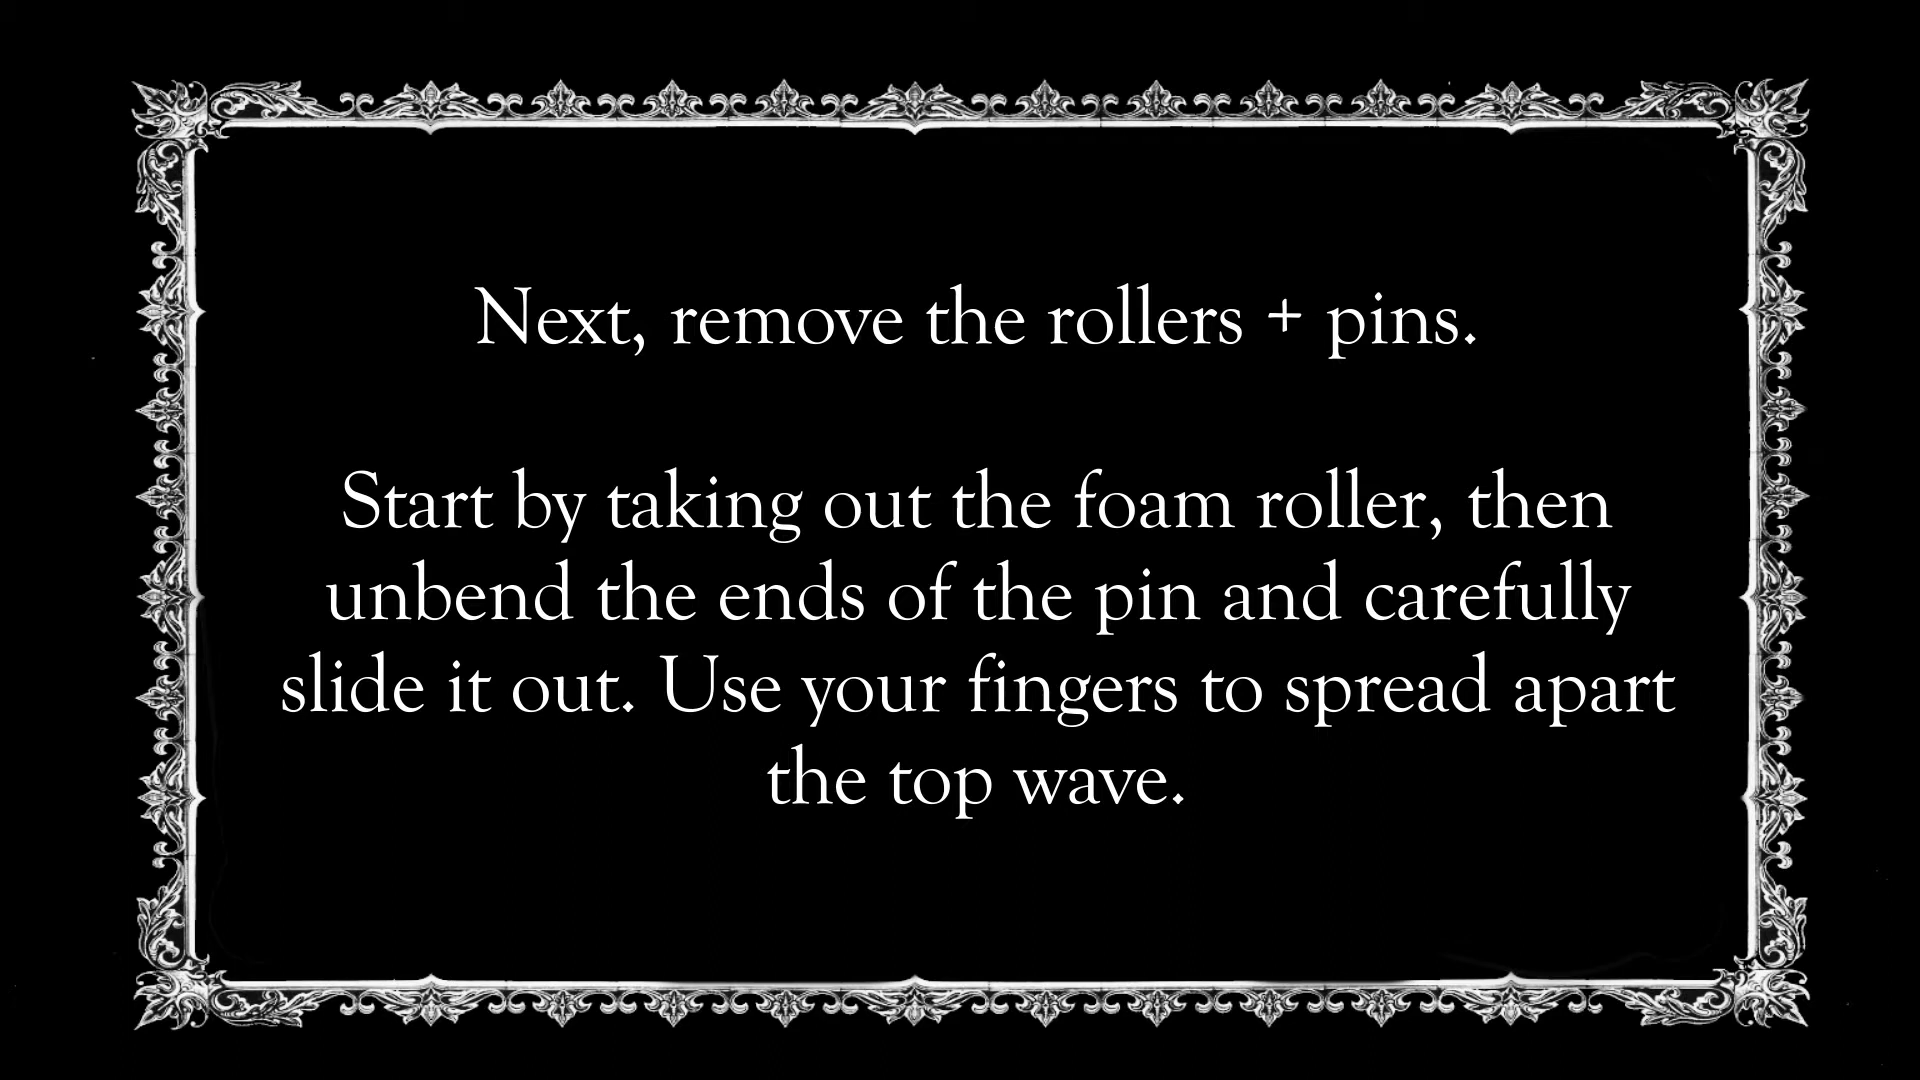 Next, remove the rollers + pins.
Start by taking out the foam roller, then
unbend the ends of the pin and carefully
slide it out. Use your fingers to spread apart
the top wave.